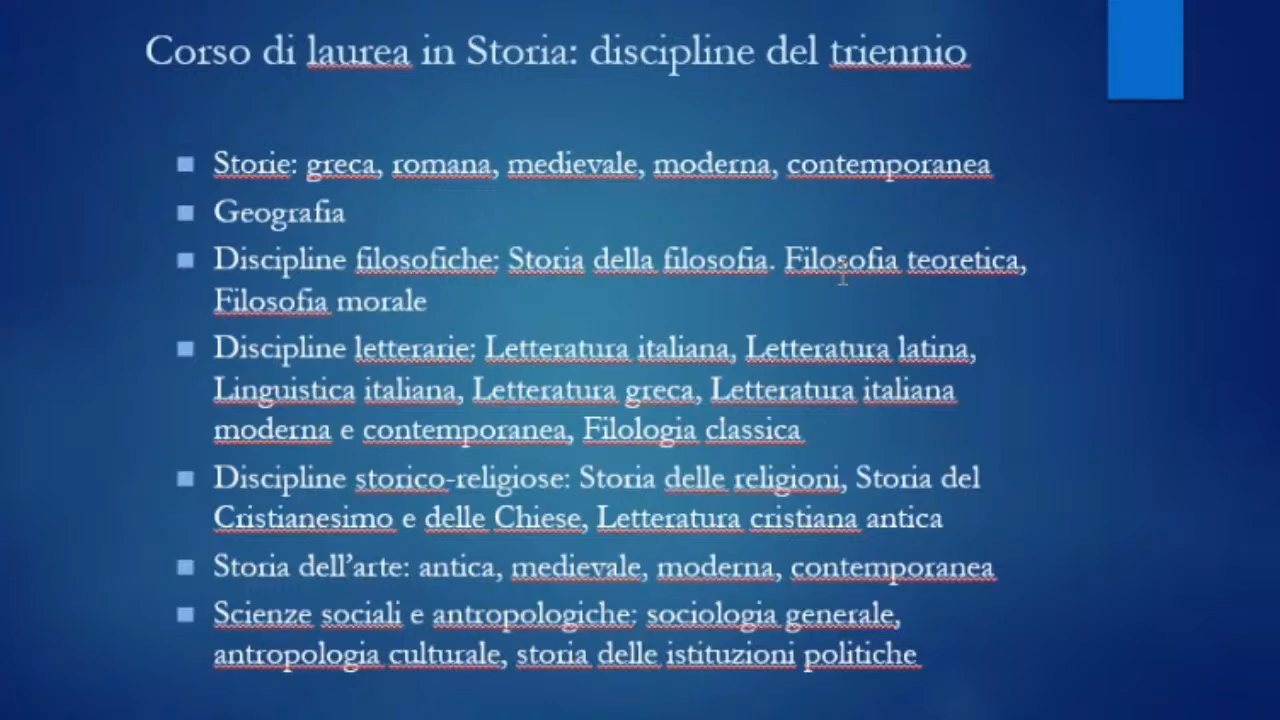 Corso di laurea in Storia: discipline del triennio
Storie: greca, romana, medievale, moderna, contemporanea
Geografia
Discipline filosofiche: Storia della filosofia. Filosofia teoretica,
Filosofia morale
Discipline letterarie: Letteratura italiana, Letteratura latina,
Linguistica italiana, Letteratura greca, Letteratura italiana
moderna e contemporanea, Filologia classica
Discipline storico-religiose: Storia delle religioni, Storia del
Cristianesimo e delle Chiese, Letteratura cristiana antica
Storia dell’arte: antica, medievale, moderna, contemporanea
Scienze sociali e antropologiche: sociologia generale,
antropologia culturale, storia delle istituzioni politiche